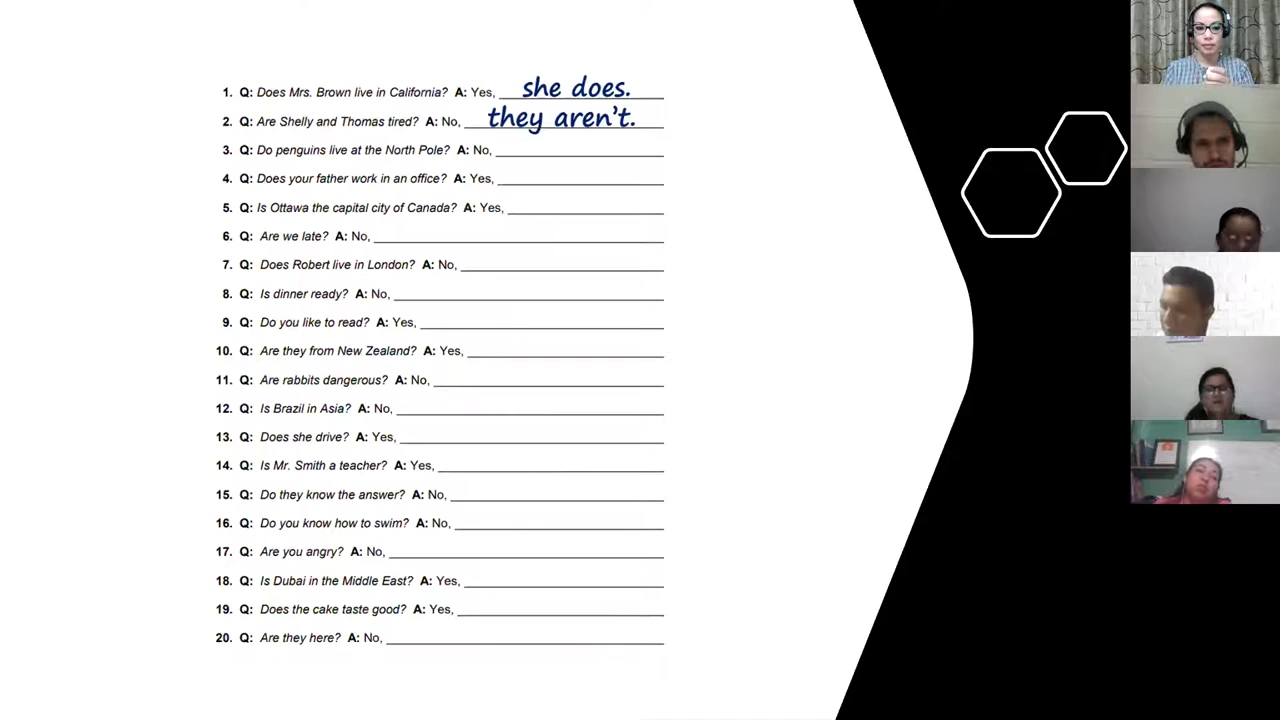 1. Q: Does Mrs. Brown live in California? A: Yes, she does.
2. Q: Are Shelly and Thomas tired? A: No, they aren't.
3. Q: Do penguins live at the North Pole? A: No,
4. Q: Does your father work in an office? A: Yes,
5. Q: Is Ottawa the capital city of Canada? A: Yes,
6. Q: Are we late? A: No,
7. Q: Does Robert live in London? A: No,
8. Q: Is dinner ready? A: No,
9. Q: Do you like to read? A: Yes,
10. Q: Are they from New Zealand? A: Yes,
11. Q: Are rabbits dangerous? A: No,
12. Q: Is Brazil in Asia? A: No,
13. Q: Does she drive? A: Yes,
14. Q: Is Mr. Smith a teacher? A: Yes,
15. Q: Do they know the answer? A: No,
16. Q: Do you know how to swim? A: No,
17. Q: Are you angry? A: No,
18. Q: Is Dubai in the Middle East? A: Yes,
19. Q: Does the cake taste good? A: Yes,
20. Q: Are they here? A: No,